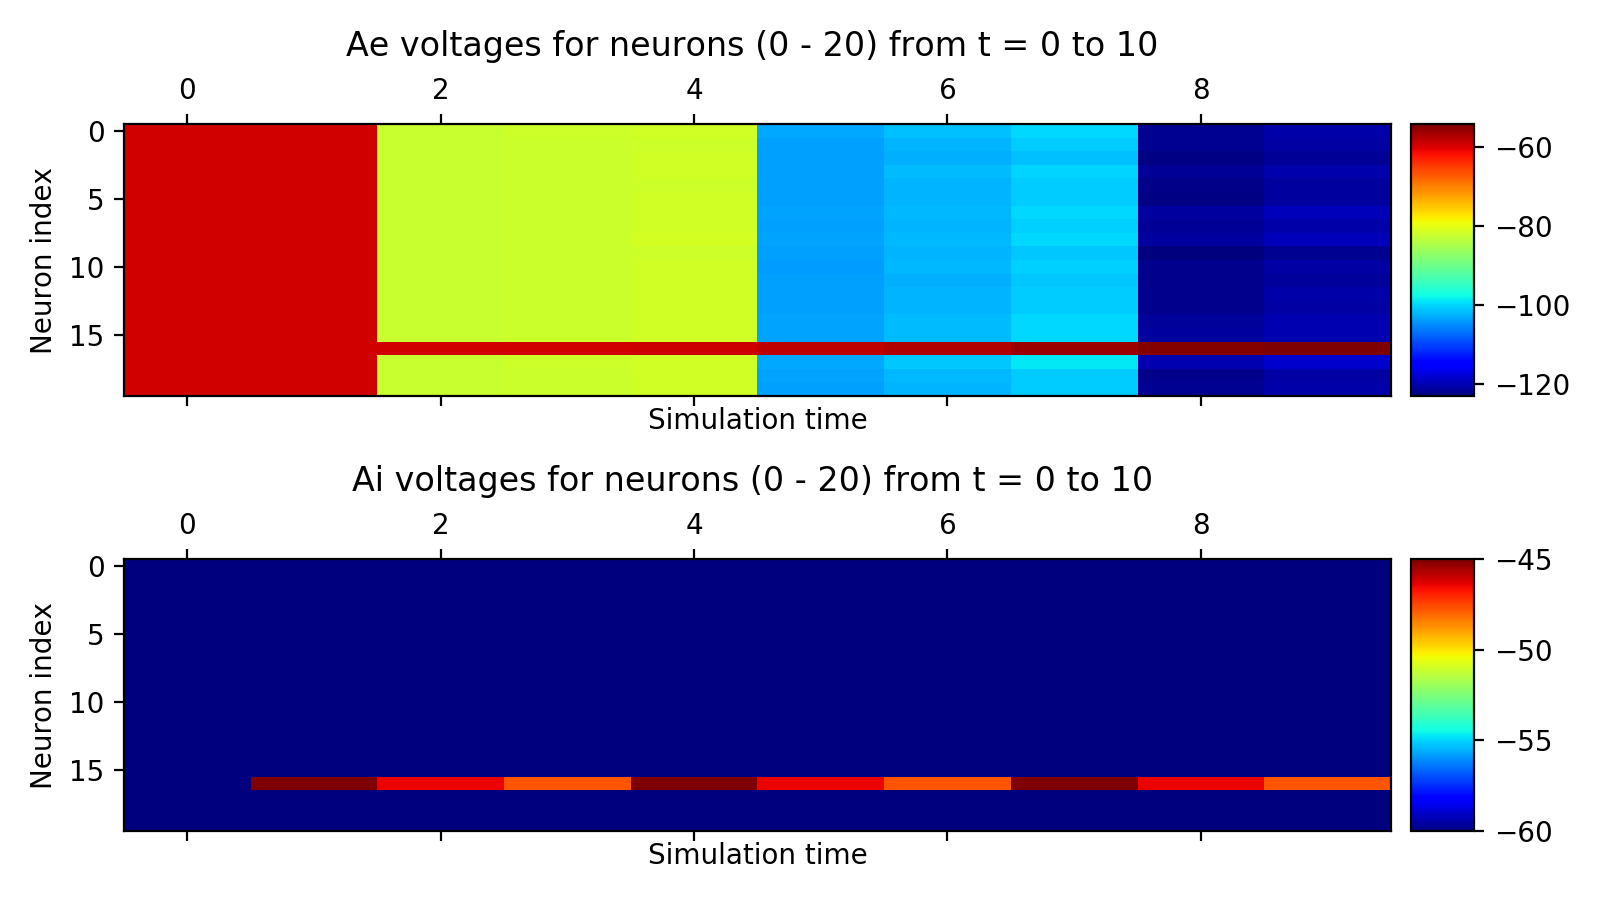 Ae voltages for neurons (0 - 20) from t = 0 to 10
0 2 4 6 8
Neuron index
0
5
10
15
Simulation time
−60
−80
−100
−120
Ai voltages for neurons (0 - 20) from t = 0 to 10
0 2 4 6 8
Neuron index
0
5
10
15
Simulation time
−45
−50
−55
−60